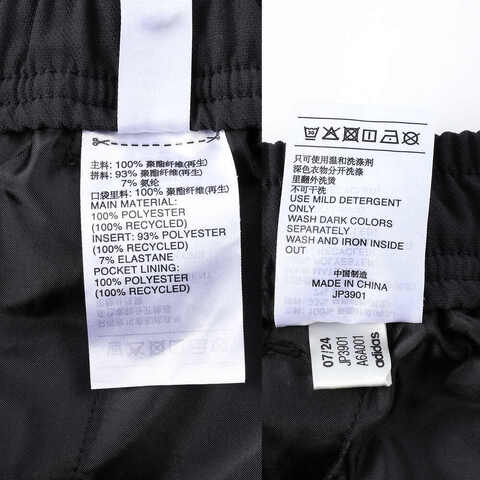 主料: 100% 聚酯纤维(再生)
拼料: 93% 聚酯纤维(再生)
7% 氨纶
口袋里料: 100% 聚酯纤维(再生)
MAIN MATERIAL:
100% POLYESTER
(100% RECYCLED)
INSERT: 93% POLYESTER
(100% RECYCLED)
7% ELASTANE
POCKET LINING:
100% POLYESTER
(100% RECYCLED)
只可使用温和洗涤剂
深色衣物分开洗涤
里翻外洗烫
不可干洗
USE MILD DETERGENT
ONLY
WASH DARK COLORS
SEPARATELY
WASH AND IRON INSIDE
OUT
中国制造
MADE IN CHINA
JP3901
07/24
JP3901
A6A001
adidas